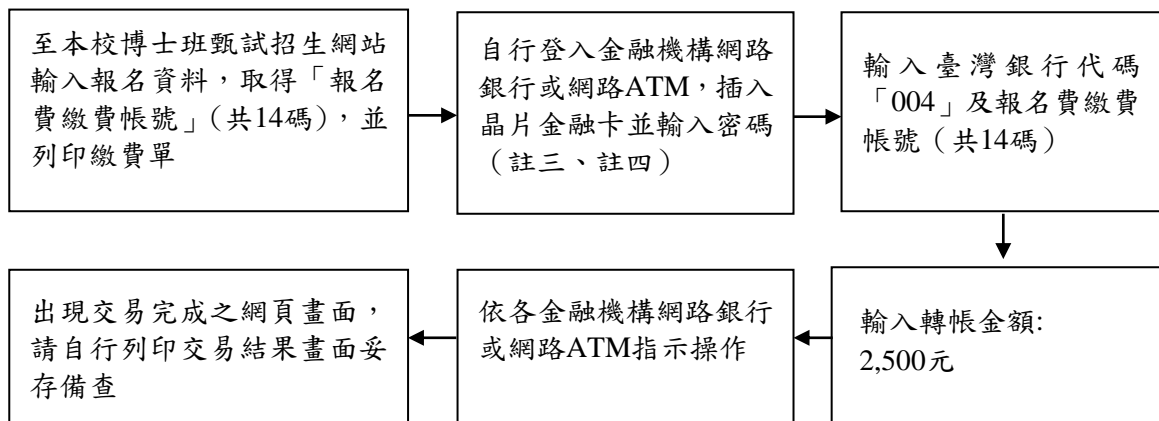 至本校博士班甄試招生網站
輸入報名資料，取得「報名
費繳費帳號」（共14碼），並
列印繳費單
自行登入金融機構網路
銀行或網路ATM，插入
晶片金融卡並輸入密碼
（註三、註四）
輸入臺灣銀行代碼
「004」及報名費繳費
帳號（共14碼）
輸入轉帳金額:
2,500元
依各金融機構網路銀行
或網路ATM指示操作
出現交易完成之網頁畫面，
請自行列印交易結果畫面妥
存備查